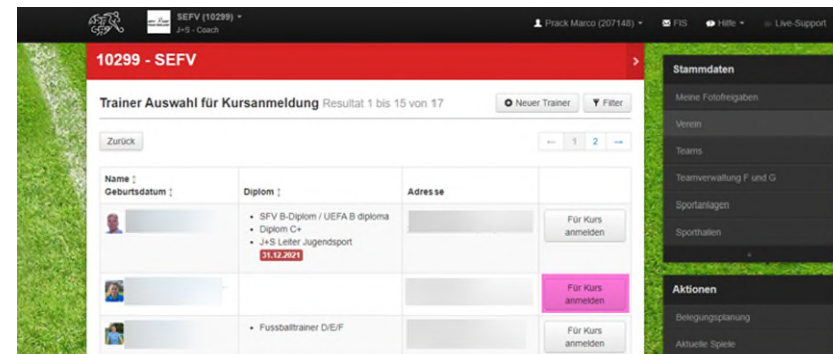 SEFV (10299)
J+S - Coach
Prack Marco (207148)
FIS
Hilfe
Live-Support
10299 - SEFV
Stammdaten
Meine Fotofreigaben
Verein
Teams
Teamverwaltung F und G
Sportanlagen
Sporthallen
Aktionen
Belegungsplanung
Aktuelle Spiele
Trainer Auswahl für Kursanmeldung Resultat 1 bis 15 von 17
Neuer Trainer
Filter
Zurück
← 1 2 →
Name
Geburtsdatum
Diplom
Adresse
• SFV B-Diplom / UEFA B diploma
• Diplom C+
• J+S Leiter Jugendsport
31.12.2021
Für Kurs
anmelden
Für Kurs
anmelden
• Fussballtrainer D/E/F
Für Kurs
anmelden